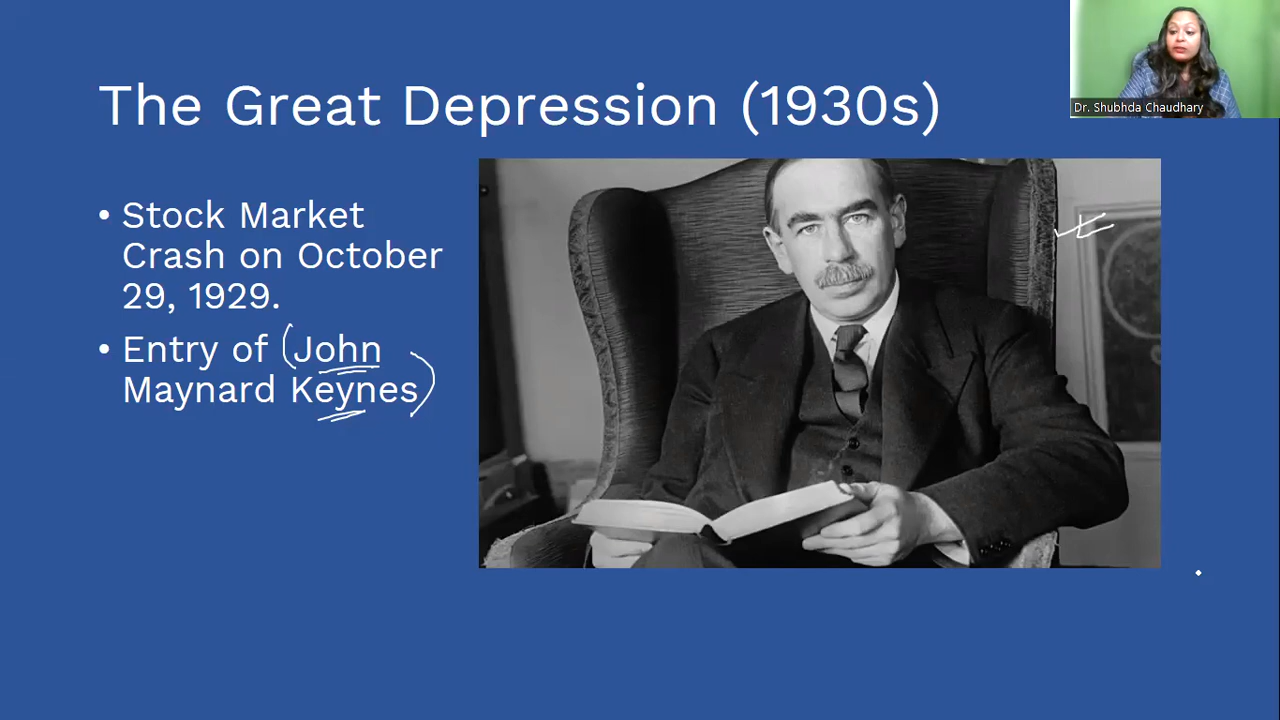 The Great Depression (1930s)
• Stock Market
Crash on October
29, 1929.
• Entry of (John
Maynard Keynes)
Dr. Shubhda Chaudhary